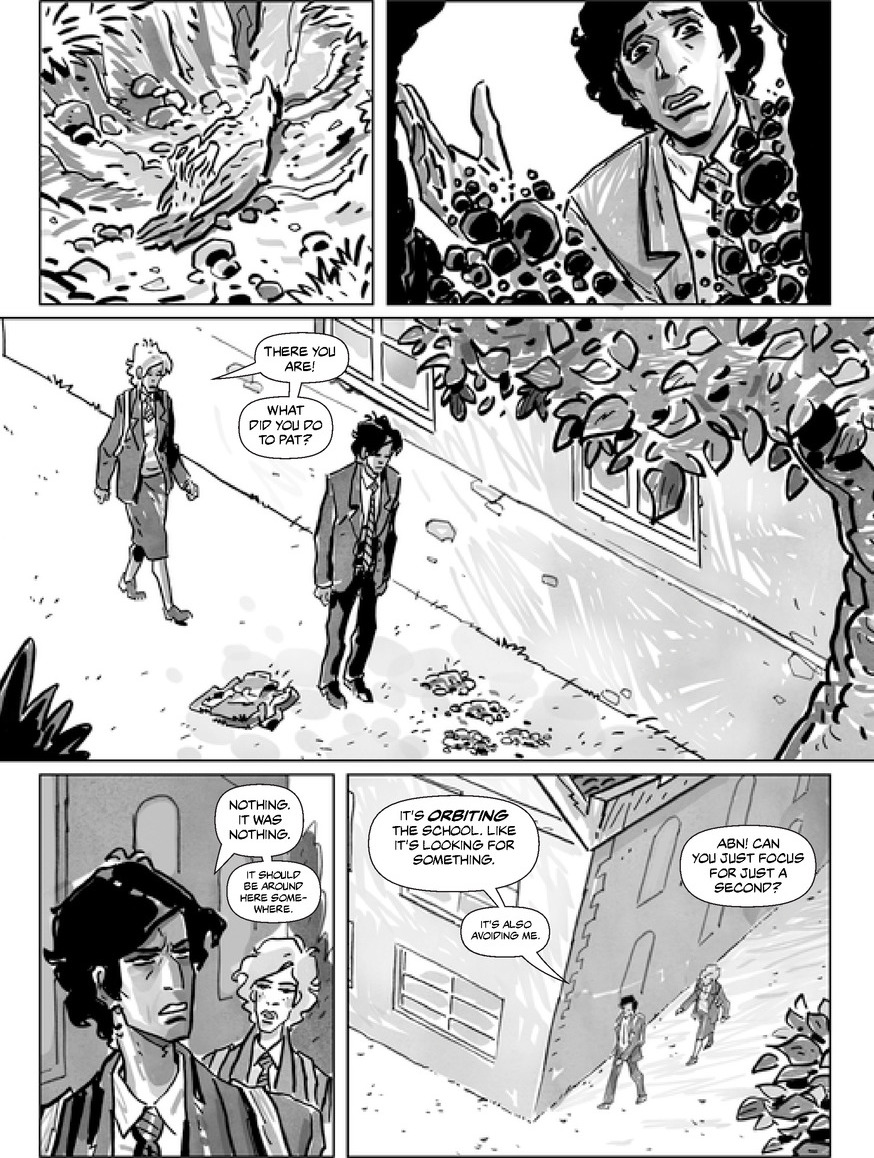 THERE YOU
ARE!
WHAT
DID YOU DO
TO PAT?
NOTHING.
IT WAS
NOTHING.
IT SHOULD
BE AROUND
HERE SOME-
WHERE.
IT'S ORBITING
THE SCHOOL. LIKE
IT'S LOOKING FOR
SOMETHING.
IT'S ALSO
AVOIDING ME.
ABN! CAN
YOU JUST FOCUS
FOR JUST A
SECOND?